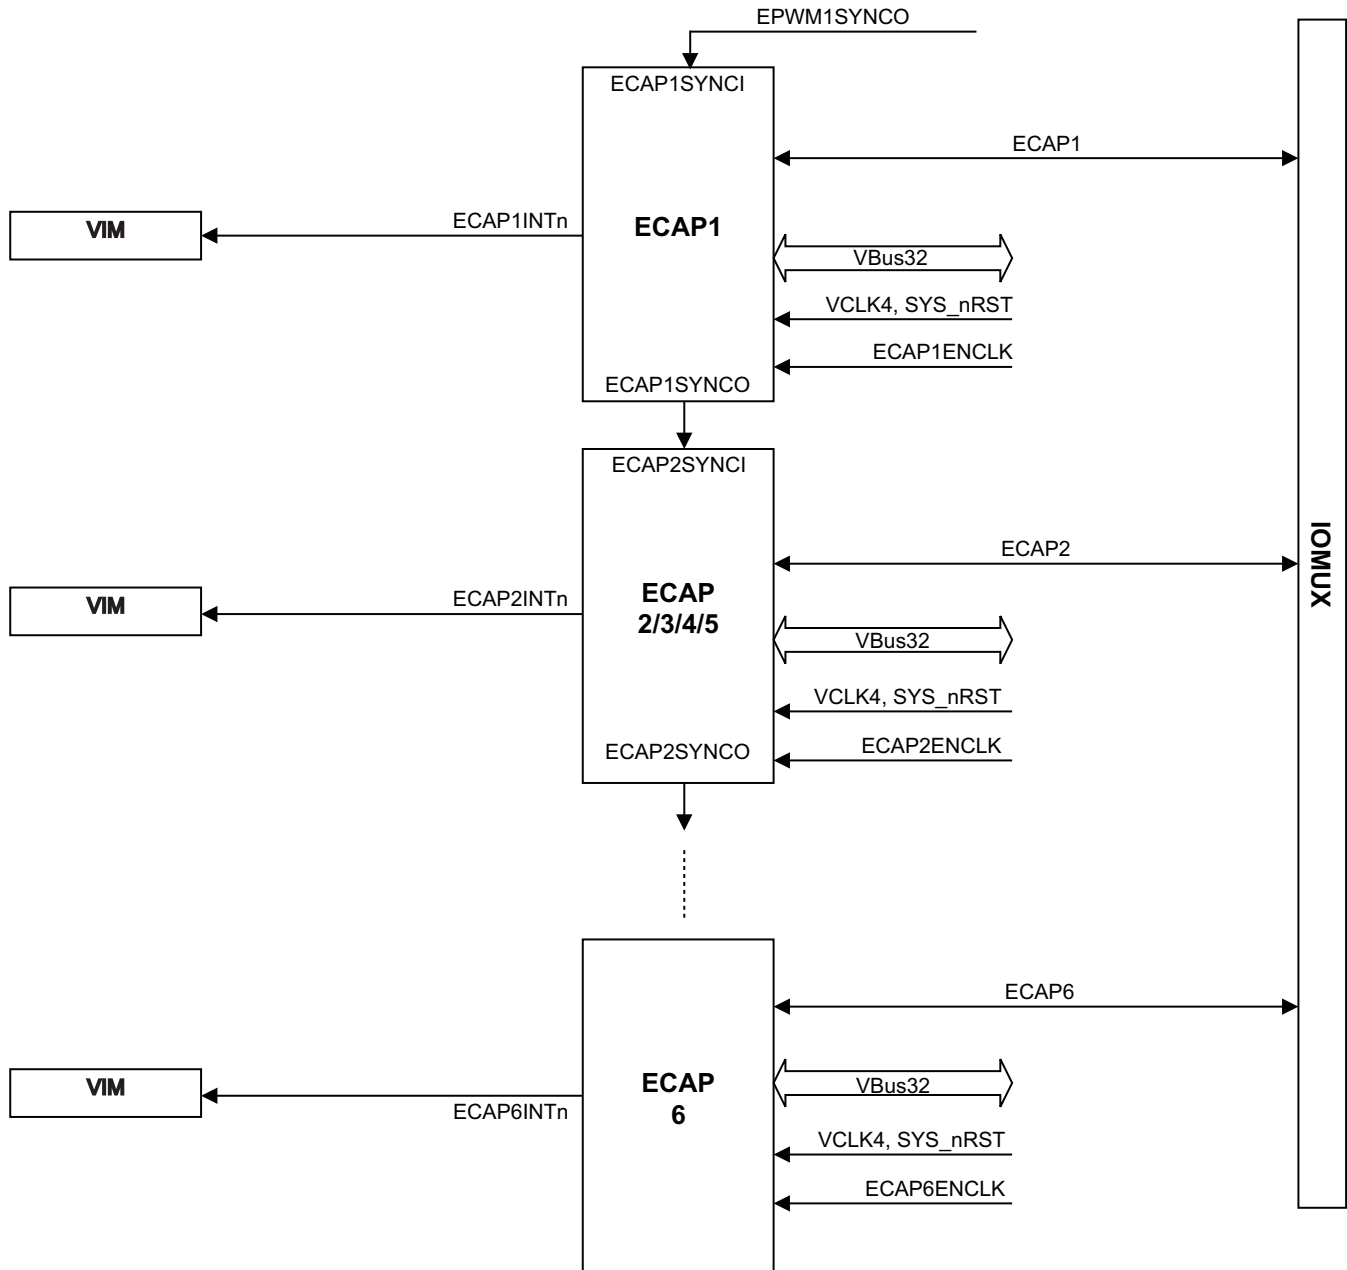 EPWM1SYNCO
ECAP1SYNCI
ECAP1
VIM
ECAP1INTn
ECAP1
VBus32
VCLK4, SYS_nRST
ECAP1ENCLK
ECAP1SYNCO
ECAP2SYNCI
ECAP2
IOMUX
VIM
ECAP2INTn
ECAP
2/3/4/5
VBus32
VCLK4, SYS_nRST
ECAP2ENCLK
ECAP2SYNCO
ECAP6
VIM
ECAP6INTn
ECAP
6
VBus32
VCLK4, SYS_nRST
ECAP6ENCLK